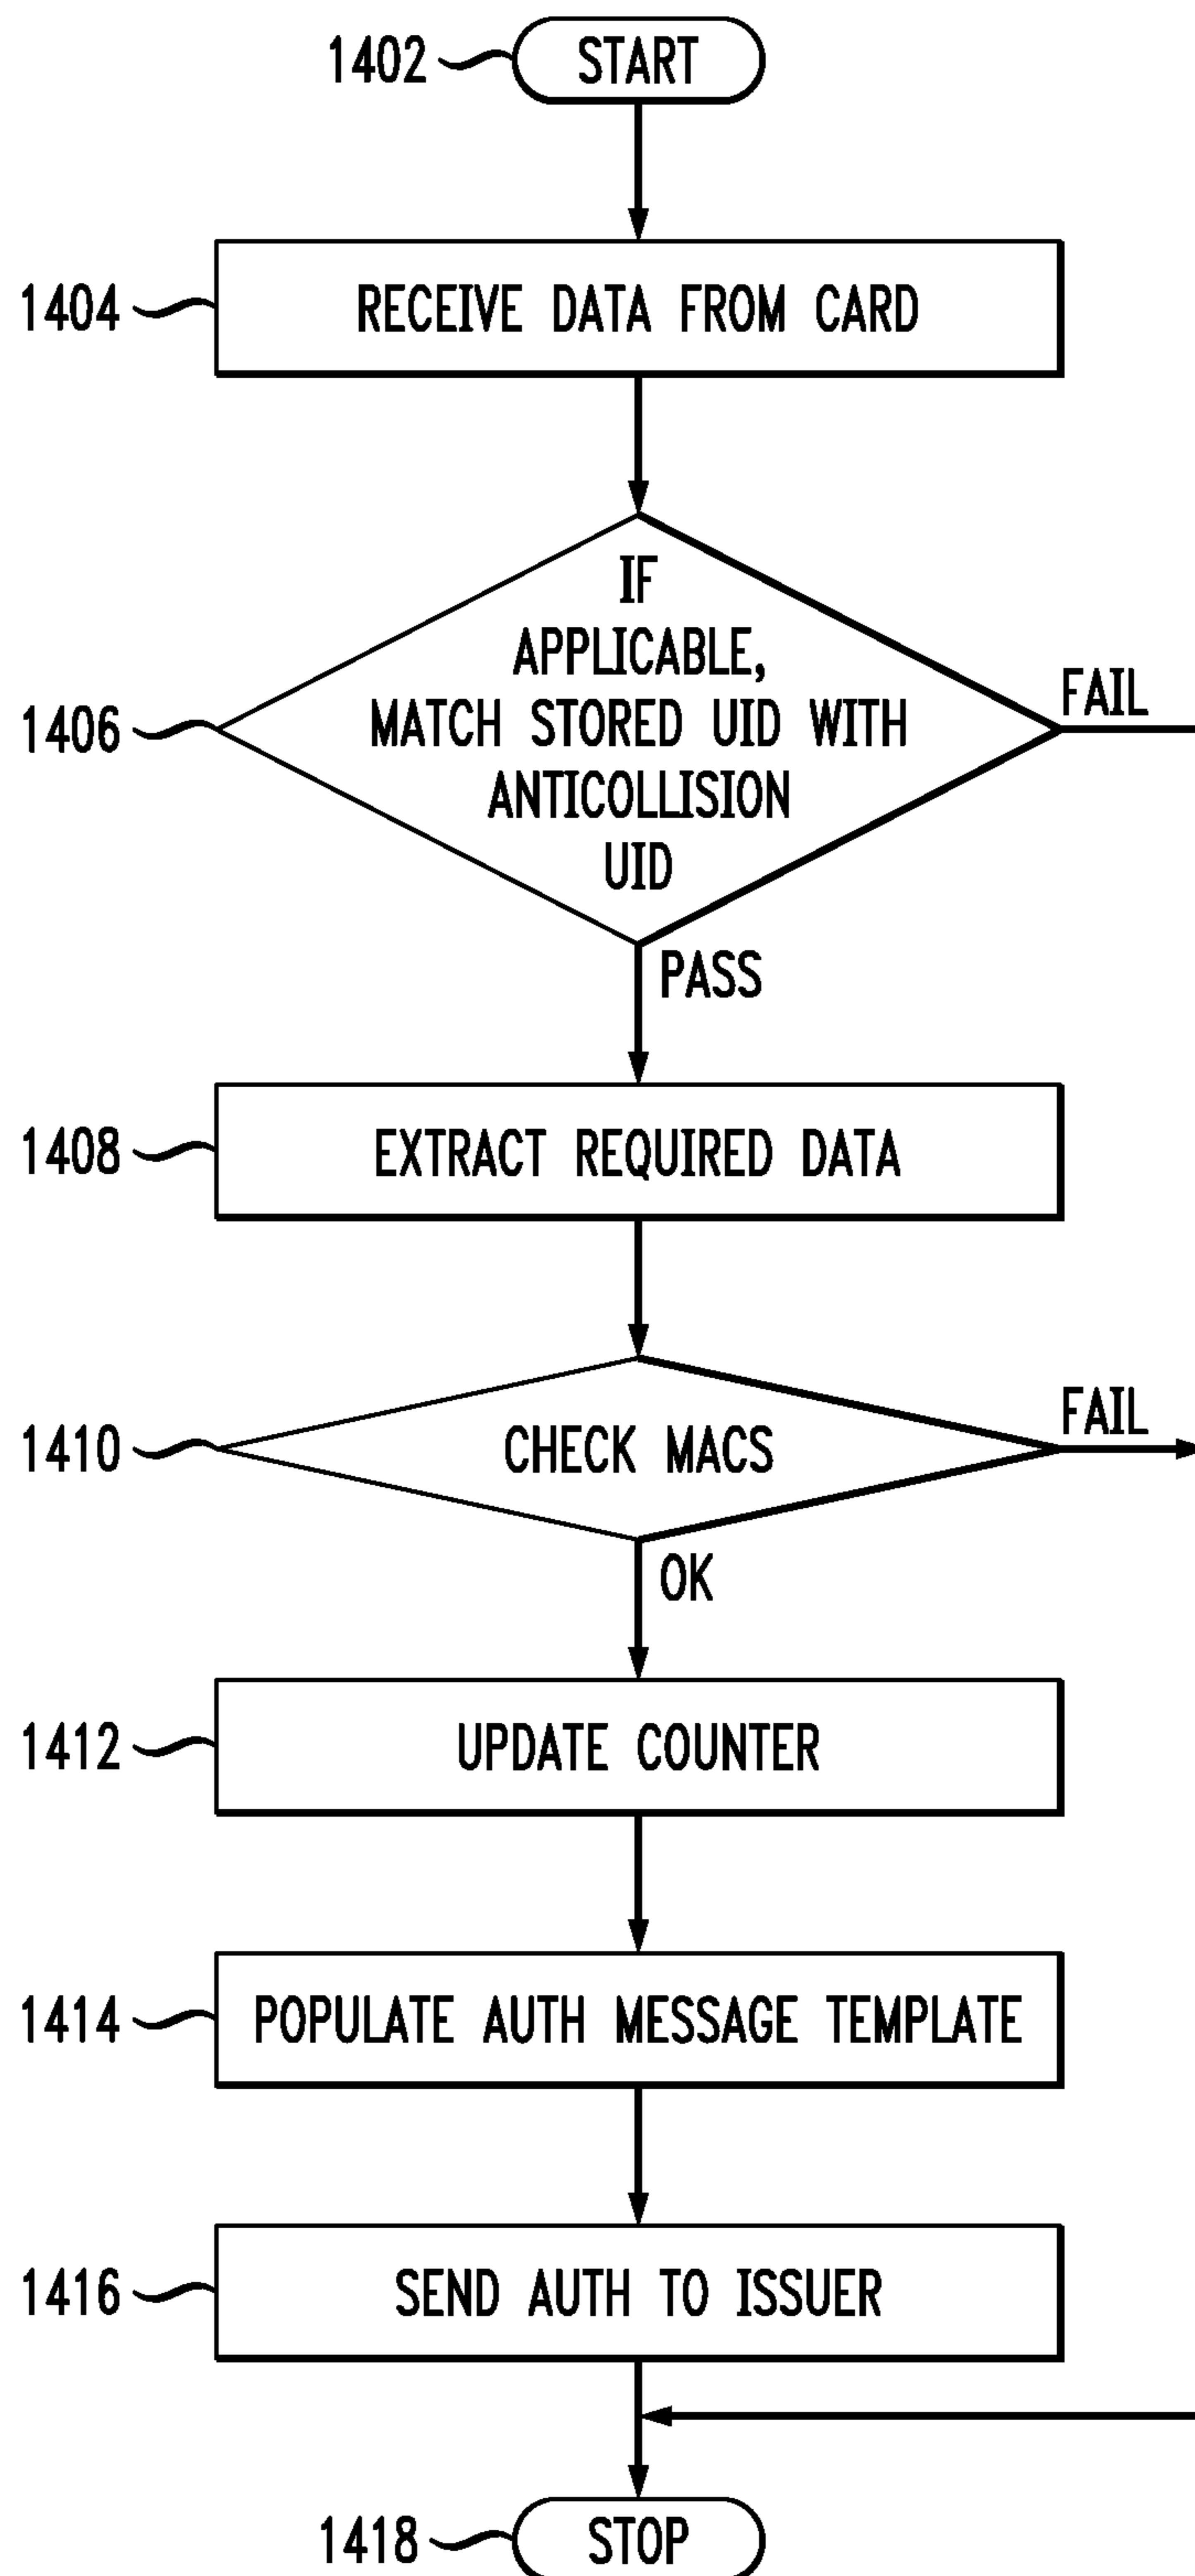 1402 START
1404 RECEIVE DATA FROM CARD
IF
APPLICABLE,
1406 MATCH STORED UID WITH FAIL
ANTICOLLISION
UID
PASS
1408 EXTRACT REQUIRED DATA
FAIL
1410 CHECK MACS
OK
1412 UPDATE COUNTER
1414 POPULATE AUTH MESSAGE TEMPLATE
1416 SEND AUTH TO ISSUER
1418 STOP